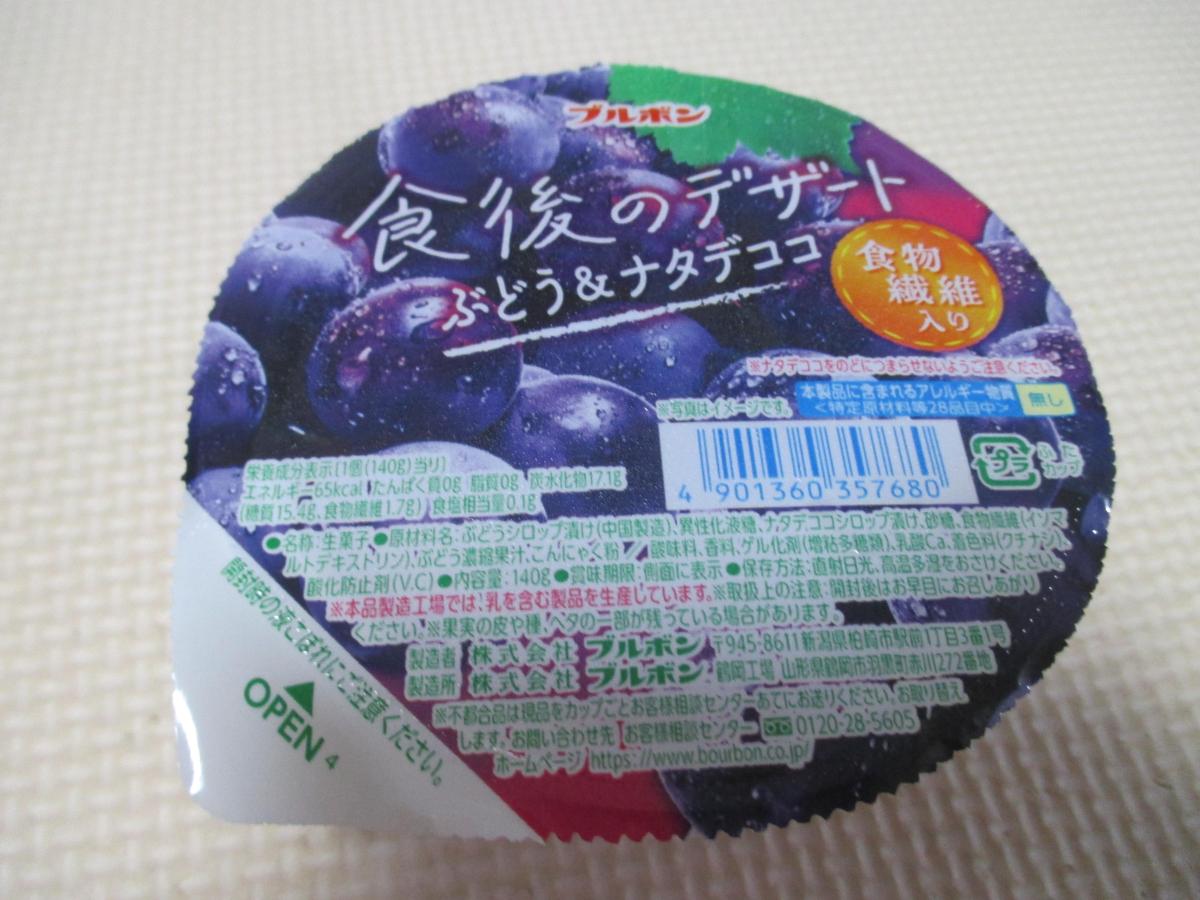 ブルボン
食後のデザート
ぶどう&ナタデココ
食物
繊維
入り
※ナタデココをのどにつまらせないようご注意ください。
本製品に含まれるアレルギー物質
<特定原材料等28品目中>
無し
※写真はイメージです。
4 901360 357680
プラ
ふた
カップ
栄養成分表示[1個(140g)当り]
エネルギー65kcal たんぱく質0g 脂質0g 炭水化物17.1g
(糖質15.4g、食物繊維1.7g) 食塩相当量0.1g
●名称:生菓子●原材料名:ぶどうシロップ漬け(中国製造)、異性化液糖、ナタデココシロップ漬け、砂糖、食物繊維(イソマ
ルトデキストリン)、ぶどう濃縮果汁、こんにゃく粉/酸味料、香料、ゲル化剤(増粘多糖類)、乳酸Ca、着色料(クチナシ)、
酸化防止剤(V.C)●内容量:140g●賞味期限:側面に表示●保存方法:直射日光、高温多湿をおさけください。
※本品製造工場では、乳を含む製品を生産しています。※取扱上の注意:開封後はお早目にお召しあがり
ください。※果実の皮や種、ヘタの一部が残っている場合があります。
製造者 株式会社 ブルボン 〒945-8611 新潟県柏崎市駅前1丁目3番1号
製造所 株式会社 ブルボン 鶴岡工場 山形県鶴岡市羽黒町赤川272番地
※不都合品は現品をカップごとお客様相談センターあてにお送りください。お取り替え
します。お問い合わせ先 お客様相談センター 0120-28-5605
ホームページ https://www.bourbon.co.jp/
開封時の液こぼれにご注意ください。
▲
OPEN 4